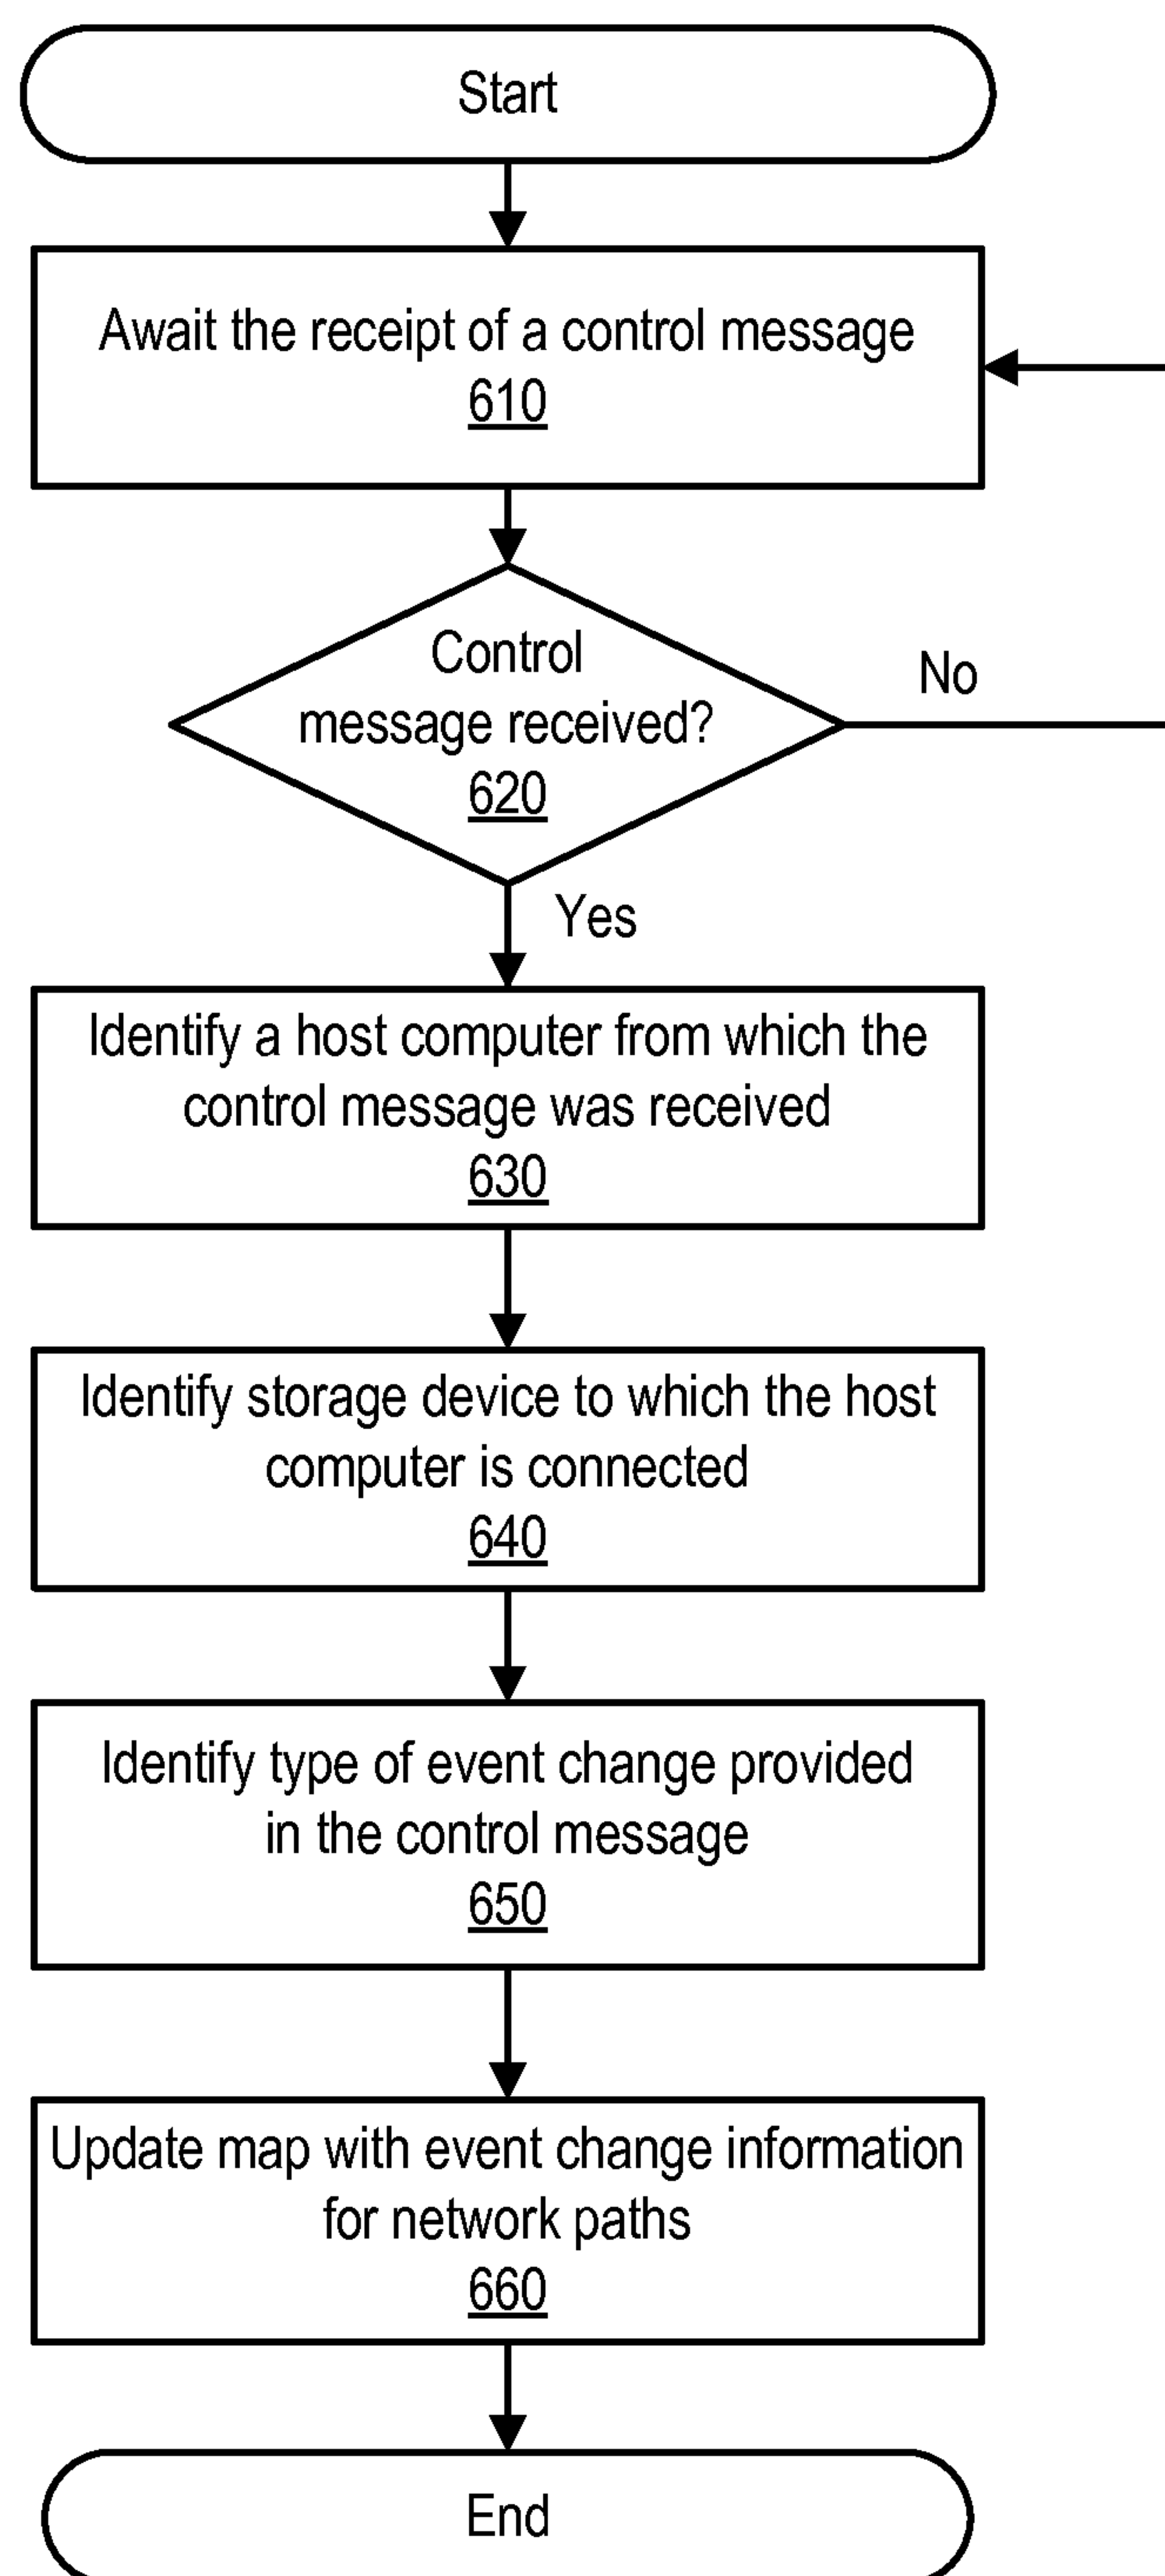 Start
Await the receipt of a control message
610
Control
message received?
620
No
Yes
Identify a host computer from which the
control message was received
630
Identify storage device to which the host
computer is connected
640
Identify type of event change provided
in the control message
650
Update map with event change information
for network paths
660
End